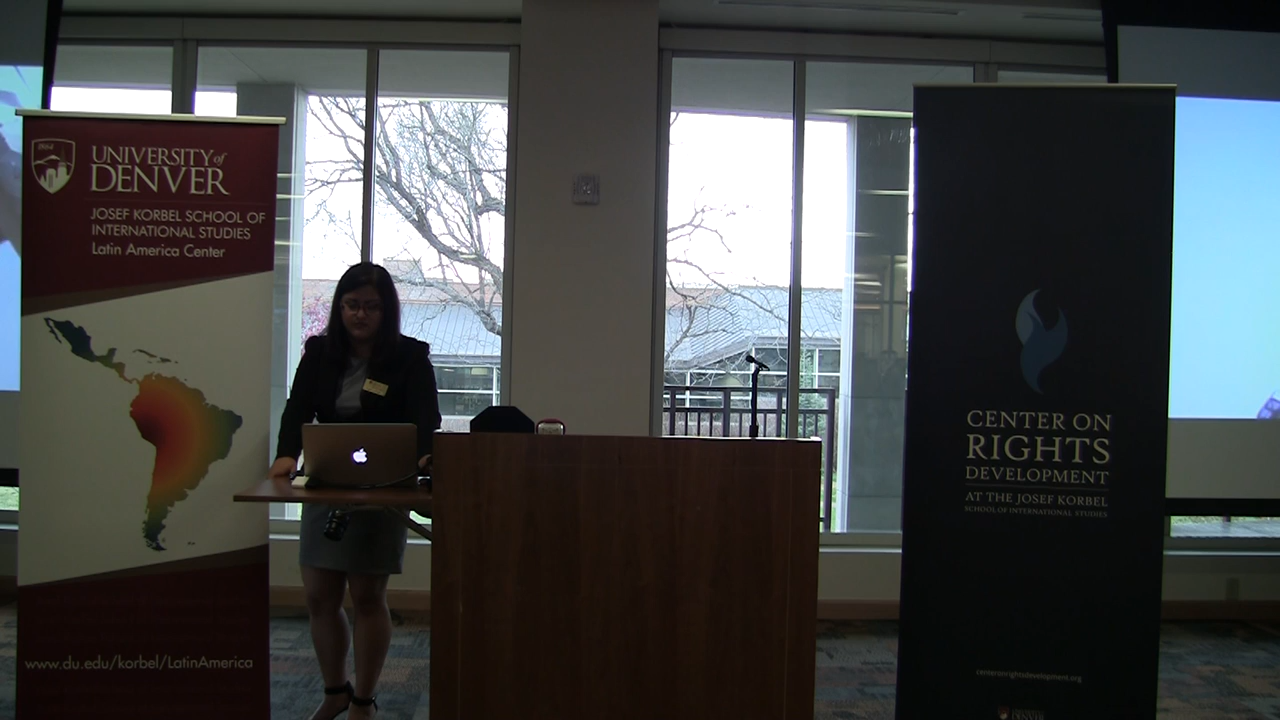 1864
UNIVERSITY of
DENVER
JOSEF KORBEL SCHOOL OF
INTERNATIONAL STUDIES
Latin America Center
www.du.edu/korbel/LatinAmerica
CENTER ON
RIGHTS
DEVELOPMENT
AT THE JOSEF KORBEL
SCHOOL OF INTERNATIONAL STUDIES
centeronrightsdevelopment.org